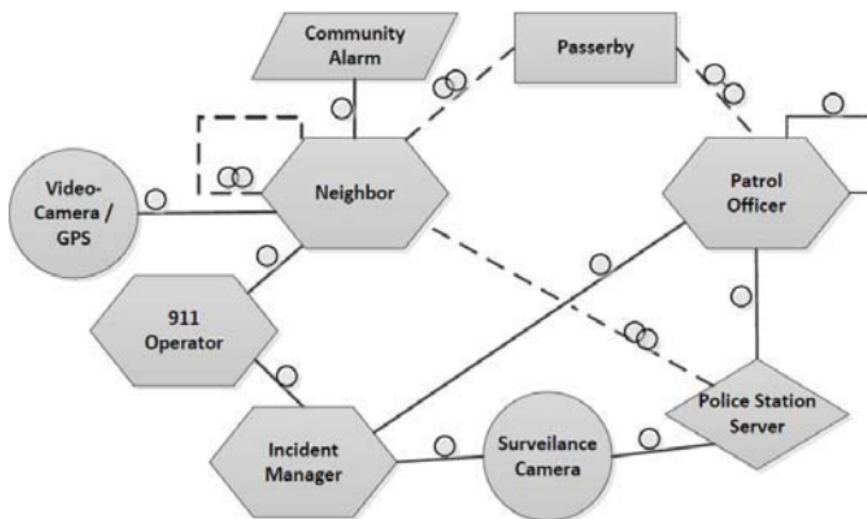 Community
Alarm
Passerby
Video-
Camera /
GPS
Neighbor
Patrol
Officer
911
Operator
Incident
Manager
Surveilance
Camera
Police Station
Server